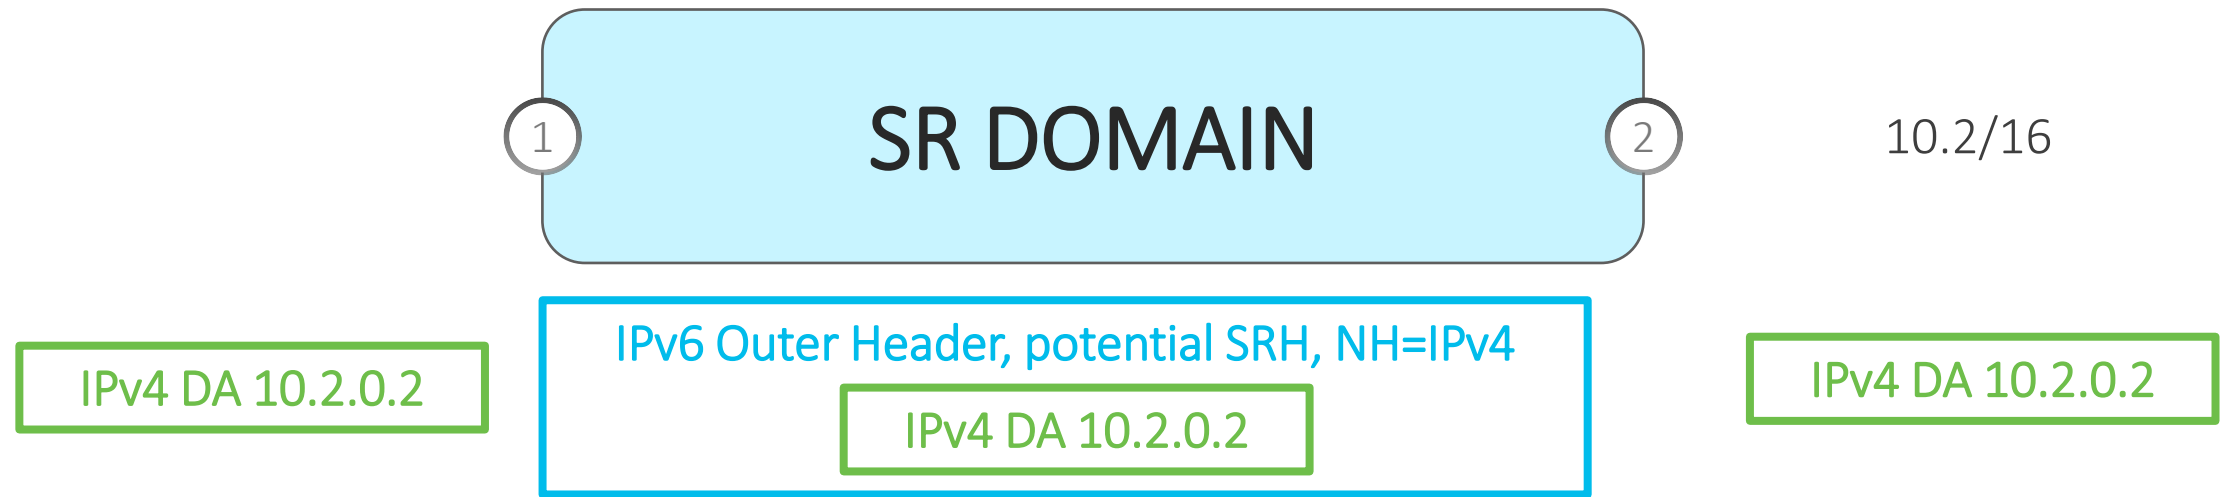 1
SR DOMAIN
2
10.2/16
IPv4 DA 10.2.0.2
IPv6 Outer Header, potential SRH, NH=IPv4
IPv4 DA 10.2.0.2
IPv4 DA 10.2.0.2